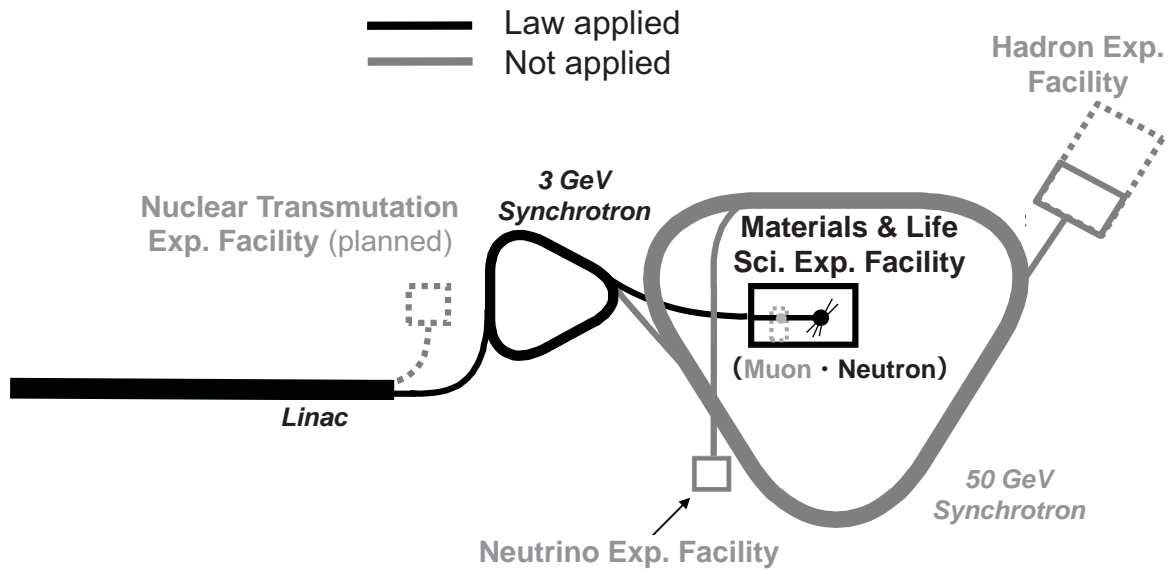 Law applied
Not applied
Hadron Exp.
Facility
3 GeV
Synchrotron
Nuclear Transmutation
Exp. Facility (planned)
Materials & Life
Sci. Exp. Facility
(Muon・Neutron)
Linac
50 GeV
Synchrotron
Neutrino Exp. Facility